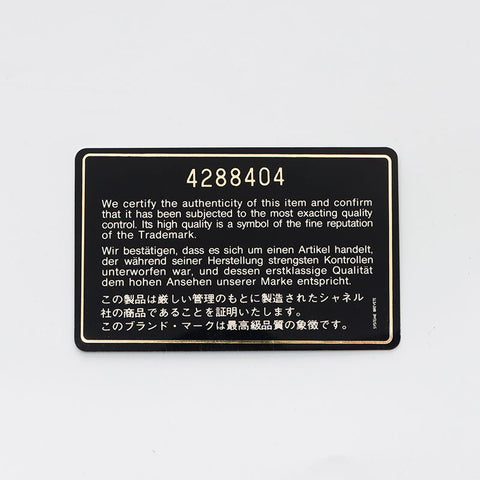 4288404
We certify the authenticity of this item and confirm
that it has been subjected to the most exacting quality
control. Its high quality is a symbol of the fine reputation
of the Trademark.
Wir bestätigen, dass es sich um einen Artikel handelt,
der während seiner Herstellung strengsten Kontrollen
unterworfen war, und dessen erstklassige Qualität
dem hohen Ansehen unserer Marke entspricht.
この製品は厳しい管理のもとに製造されたシャネル
社の商品であることを証明いたします。
このブランド・マークは最高級品質の象徴です。